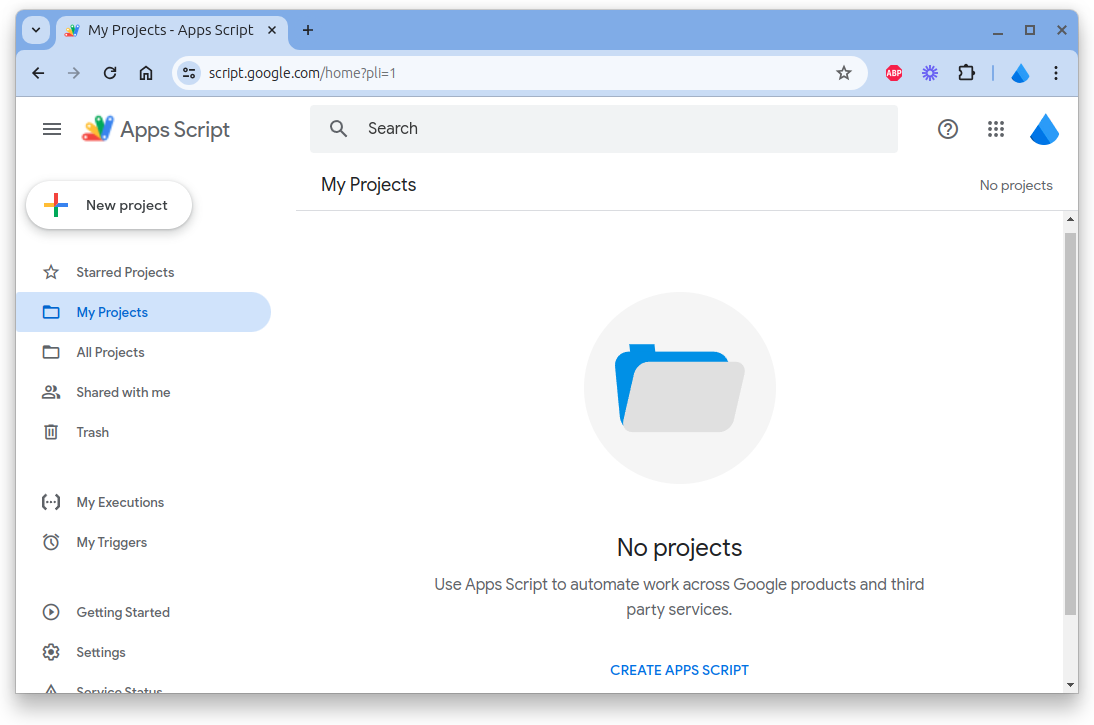 My Projects - Apps Script
script.google.com/home?pli=1
ABP
Apps Script
Search
New project
My Projects
No projects
Starred Projects
My Projects
All Projects
Shared with me
Trash
My Executions
My Triggers
Getting Started
Settings
Service Status
No projects
Use Apps Script to automate work across Google products and third
party services.
CREATE APPS SCRIPT